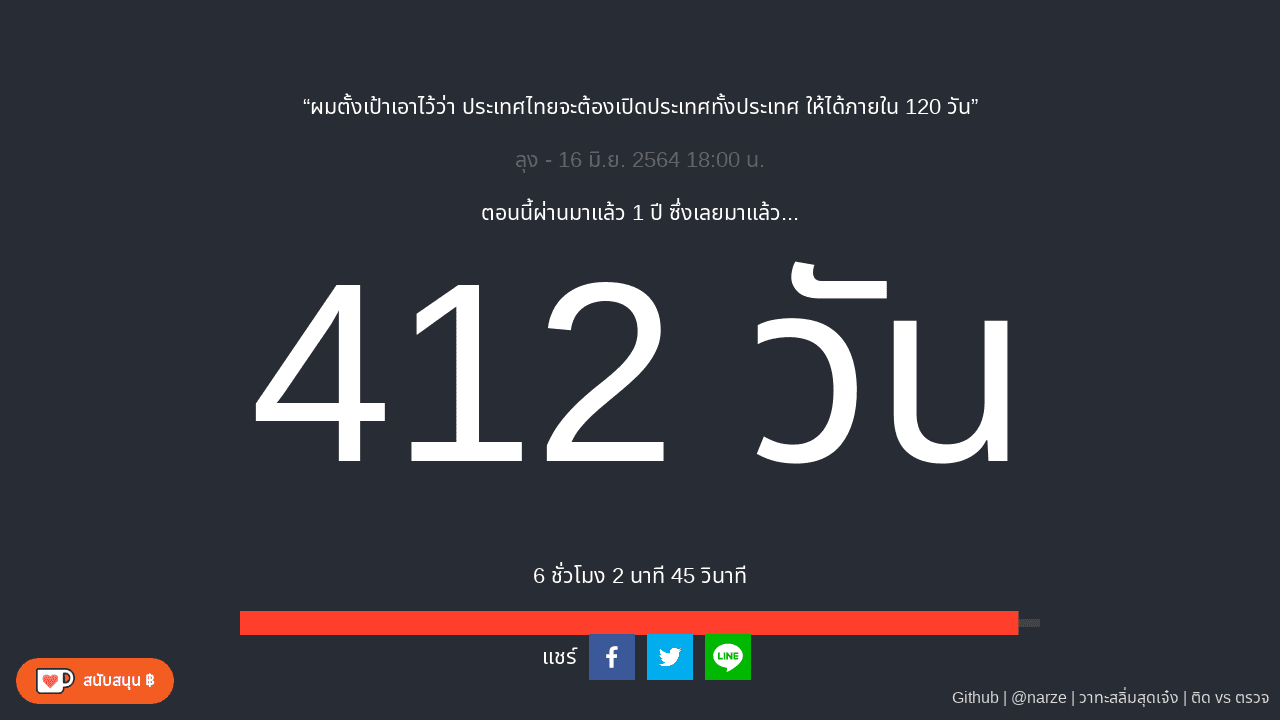 “ผมตั้งเป้าเอาไว้ว่า ประเทศไทยจะต้องเปิดประเทศทั้งประเทศ ให้ได้ภายใน 120 วัน”
ลุง - 16 มิ.ย. 2564 18:00 น.
ตอนนี้ผ่านมาแล้ว 1 ปี ซึ่งเลยมาแล้ว...
412 วัน
6 ชั่วโมง 2 นาที 45 วินาที
แชร์
LINE
สนับสนุน ฿
Github | @narze | วาทะสลิ่มสุดเจ๋ง | ติด vs ตรวจ